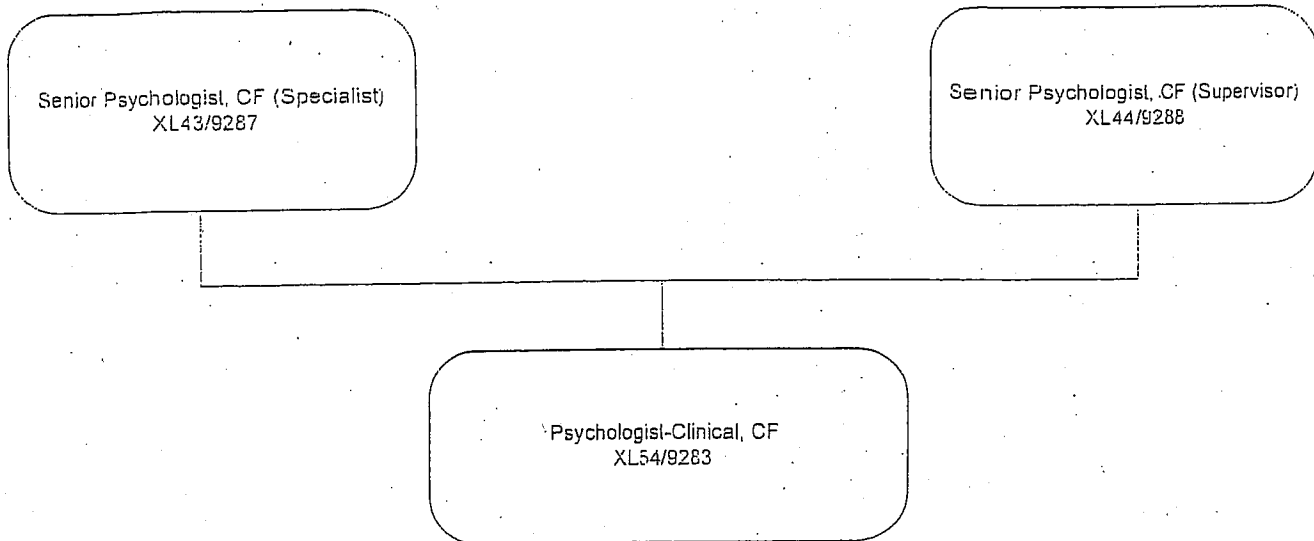 Senior Psychologist, CF (Specialist)
XL43/9287
Senior Psychologist, CF (Supervisor)
XL44/9288
Psychologist-Clinical, CF
XL54/9283